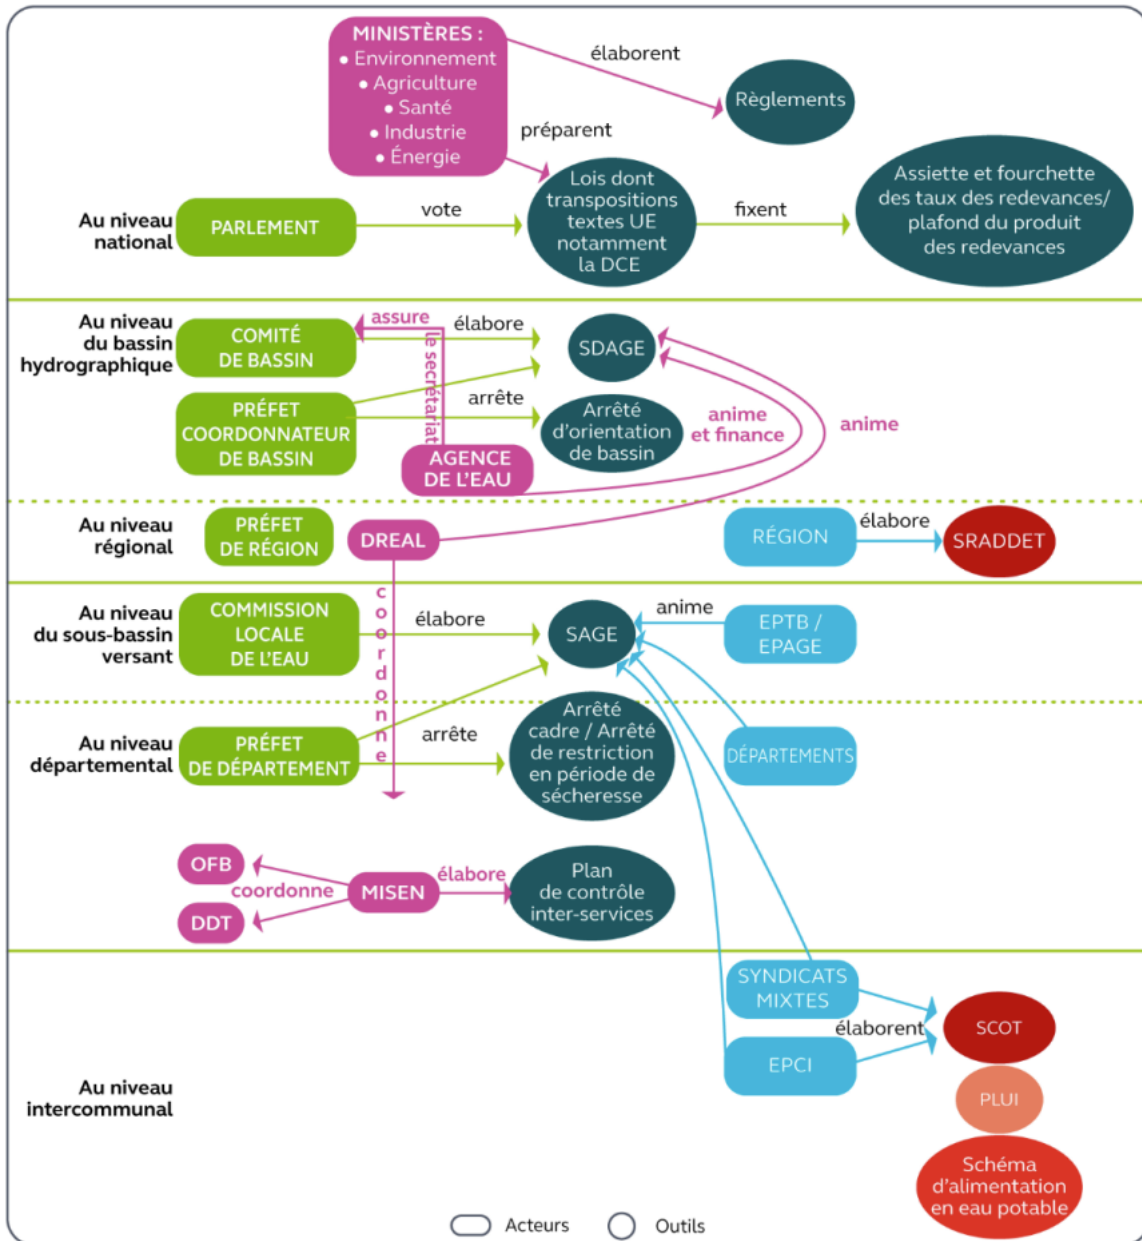 MINISTÈRES :
● Environnement
● Agriculture
● Santé
● Industrie
● Énergie
élaborent
Règlements
préparent
Au niveau
national
PARLEMENT
vote
Lois dont
transpositions
textes UE
notamment
la DCE
fixent
Assiette et fourchette
des taux des redevances/
plafond du produit
des redevances
Au niveau
du bassin
hydrographique
COMITÉ
DE BASSIN
assure
le secrétariat
élabore
SDAGE
PRÉFET
COORDONNATEUR
DE BASSIN
arrête
Arrêté
d'orientation
de bassin
anime
et finance
anime
AGENCE
DE L'EAU
Au niveau
régional
PRÉFET
DE RÉGION
DREAL
RÉGION
élabore
SRADDET
coordonne
Au niveau
du sous-bassin
versant
COMMISSION
LOCALE
DE L'EAU
élabore
SAGE
anime
EPTB /
EPAGE
Au niveau
départemental
PRÉFET
DE DÉPARTEMENT
arrête
Arrêté
cadre / Arrêté
de restriction
en période de
sécheresse
DÉPARTEMENTS
OFB
coordonne
DDT
MISEN
élabore
Plan
de contrôle
inter-services
Au niveau
intercommunal
SYNDICATS
MIXTES
élaborent
EPCI
SCOT
PLUI
Schéma
d'alimentation
en eau potable
Acteurs
Outils